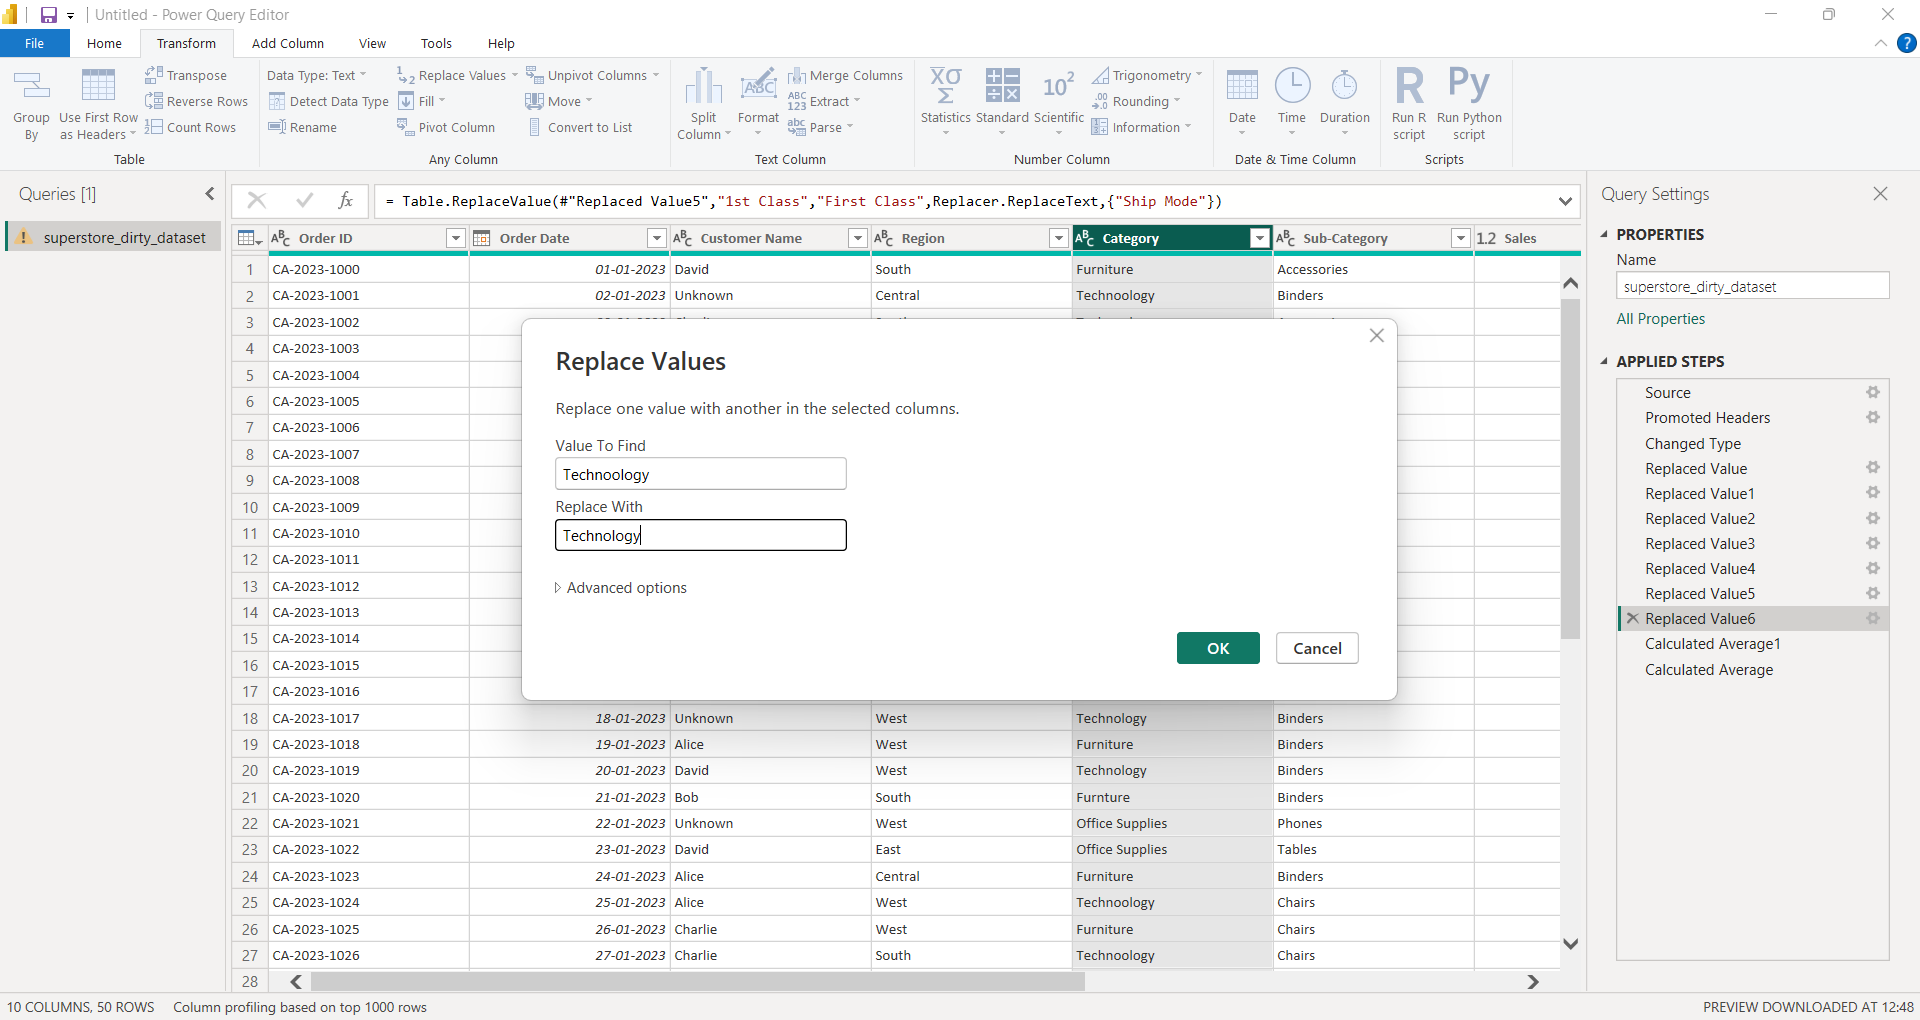 Untitled - Power Query Editor
File Home Transform Add Column View Tools Help ?
Group By
Use First Row as Headers
Transpose
Reverse Rows
Count Rows
Table
Data Type: Text
Detect Data Type
Rename
Replace Values
Fill
Pivot Column
Unpivot Columns
Move
Convert to List
Any Column
Split Column
Format
Merge Columns
Extract
Parse
Text Column
Statistics
Standard
Scientific
Trigonometry
Rounding
Information
Number Column
Date
Time
Duration
Date & Time Column
Run R script
Run Python script
Scripts
Queries [1]
superstore_dirty_dataset
fx = Table.ReplaceValue(#"Replaced Value5","1st Class","First Class",Replacer.ReplaceText,{"Ship Mode"})
Order ID Order Date Customer Name Region Category Sub-Category 1.2 Sales
1 CA-2023-1000 01-01-2023 David South Furniture Accessories
2 CA-2023-1001 02-01-2023 Unknown Central Technoology Binders
3 CA-2023-1002
4 CA-2023-1003
5 CA-2023-1004
6 CA-2023-1005
7 CA-2023-1006
8 CA-2023-1007
9 CA-2023-1008
10 CA-2023-1009
11 CA-2023-1010
12 CA-2023-1011
13 CA-2023-1012
14 CA-2023-1013
15 CA-2023-1014
16 CA-2023-1015
17 CA-2023-1016
18 CA-2023-1017 18-01-2023 Unknown West Technology Binders
19 CA-2023-1018 19-01-2023 Alice West Furniture Binders
20 CA-2023-1019 20-01-2023 David West Technology Binders
21 CA-2023-1020 21-01-2023 Bob South Furnture Binders
22 CA-2023-1021 22-01-2023 Unknown West Office Supplies Phones
23 CA-2023-1022 23-01-2023 David East Office Supplies Tables
24 CA-2023-1023 24-01-2023 Alice Central Furniture Binders
25 CA-2023-1024 25-01-2023 Alice West Technoology Chairs
26 CA-2023-1025 26-01-2023 Charlie West Furniture Chairs
27 CA-2023-1026 27-01-2023 Charlie South Technoology Chairs
28
Replace Values
Replace one value with another in the selected columns.
Value To Find
Technoology
Replace With
Technology
Advanced options
OK Cancel
Query Settings
PROPERTIES
Name
superstore_dirty_dataset
All Properties
APPLIED STEPS
Source
Promoted Headers
Changed Type
Replaced Value
Replaced Value1
Replaced Value2
Replaced Value3
Replaced Value4
Replaced Value5
Replaced Value6
Calculated Average1
Calculated Average
10 COLUMNS, 50 ROWS Column profiling based on top 1000 rows PREVIEW DOWNLOADED AT 12:48